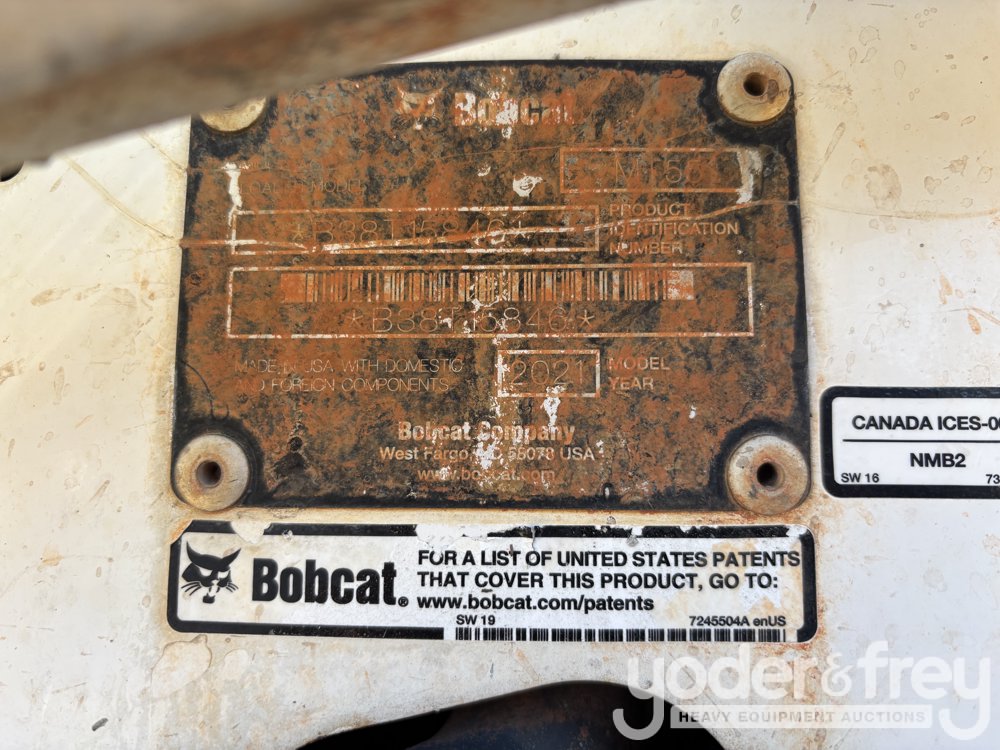 Bobcat
MODEL
PRODUCT
IDENTIFICATION
NUMBER
MADE IN USA WITH DOMESTIC
AND FOREIGN COMPONENTS
2021
MODEL
YEAR
Bobcat Company
West Fargo, ND 58078 USA
www.bobcat.com
CANADA ICES-00
NMB2
SW 16 73
Bobcat®
FOR A LIST OF UNITED STATES PATENTS
THAT COVER THIS PRODUCT, GO TO:
www.bobcat.com/patents
SW 19 7245504A enUS
yoder&frey
HEAVY EQUIPMENT AUCTIONS